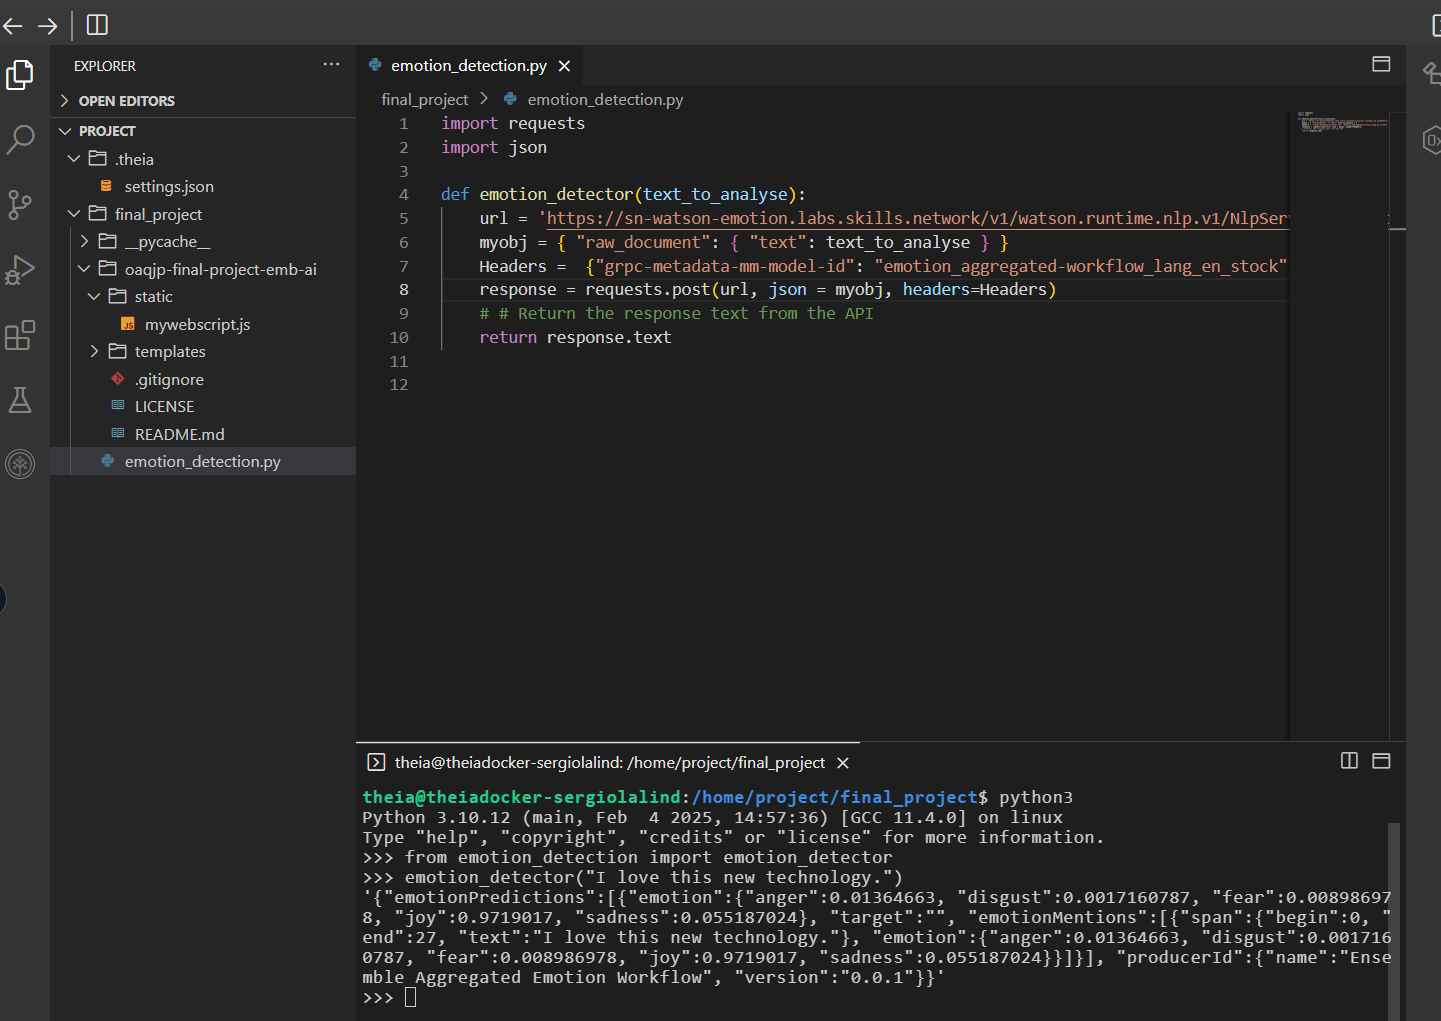 EXPLORER
OPEN EDITORS
PROJECT
.theia
settings.json
final_project
__pycache__
oaqjp-final-project-emb-ai
static
JS mywebscript.js
templates
.gitignore
LICENSE
README.md
emotion_detection.py
emotion_detection.py
final_project > emotion_detection.py
1 import requests
2 import json
3
4 def emotion_detector(text_to_analyse):
5 url = 'https://sn-watson-emotion.labs.skills.network/v1/watson.runtime.nlp.v1/NlpSer
6 myobj = { "raw_document": { "text": text_to_analyse } }
7 Headers =  {"grpc-metadata-mm-model-id": "emotion_aggregated-workflow_lang_en_stock"
8 response = requests.post(url, json = myobj, headers=Headers)
9 # # Return the response text from the API
10 return response.text
11
12
theia@theiadocker-sergiolalind: /home/project/final_project
theia@theiadocker-sergiolalind:/home/project/final_project$ python3
Python 3.10.12 (main, Feb  4 2025, 14:57:36) [GCC 11.4.0] on linux
Type "help", "copyright", "credits" or "license" for more information.
>>> from emotion_detection import emotion_detector
>>> emotion_detector("I love this new technology.")
'{"emotionPredictions":[{"emotion":{"anger":0.01364663, "disgust":0.0017160787, "fear":0.00898697
8, "joy":0.9719017, "sadness":0.055187024}, "target":"", "emotionMentions":[{"span":{"begin":0, "
end":27, "text":"I love this new technology."}, "emotion":{"anger":0.01364663, "disgust":0.001716
0787, "fear":0.008986978, "joy":0.9719017, "sadness":0.055187024}}]}], "producerId":{"name":"Ense
mble Aggregated Emotion Workflow", "version":"0.0.1"}}'
>>>